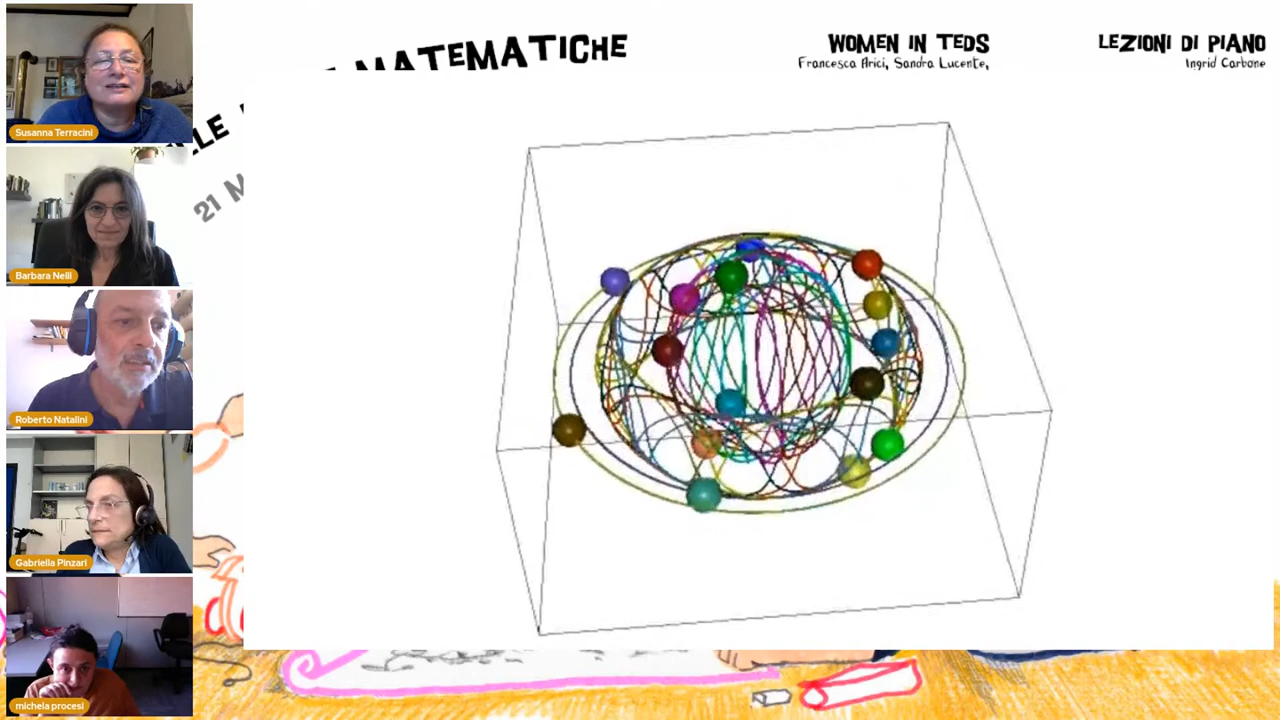 MATEMATICHE
WOMEN IN TEDS
Francesca Arici, Sandra Lucente,
LEZIONI DI PIANO
Ingrid Carbone
21 M
Susanna Terracini
Barbara Nelli
Roberto Natalini
Gabriella Pinzari
michela procesi